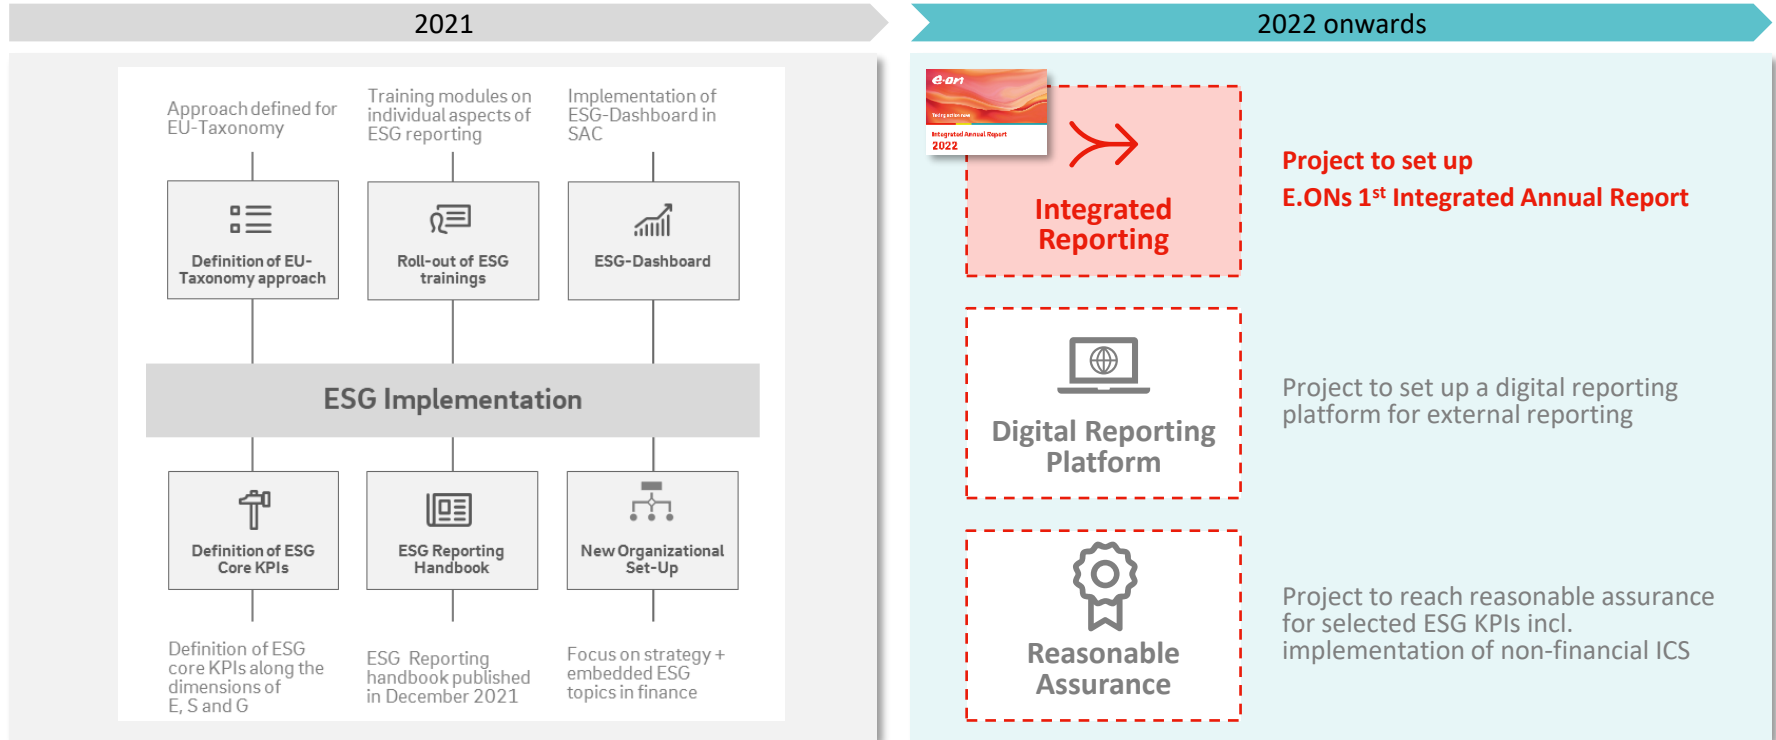 2021
Approach defined for
EU-Taxonomy
Training modules on
individual aspects of
ESG reporting
Implementation of
ESG-Dashboard in
SAC
Definition of EU-
Taxonomy approach
Roll-out of ESG
trainings
ESG-Dashboard
ESG Implementation
Definition of ESG
Core KPIs
ESG Reporting
Handbook
New Organizational
Set-Up
Definition of ESG
core KPIs along the
dimensions of
E, S and G
ESG Reporting
handbook published
in December 2021
Focus on strategy +
embedded ESG
topics in finance
2022 onwards
e·on
Taking action now
Integrated Annual Report
2022
Integrated
Reporting
Project to set up
E.ONs 1st Integrated Annual Report
Digital Reporting
Platform
Project to set up a digital reporting
platform for external reporting
Reasonable
Assurance
Project to reach reasonable assurance
for selected ESG KPIs incl.
implementation of non-financial ICS